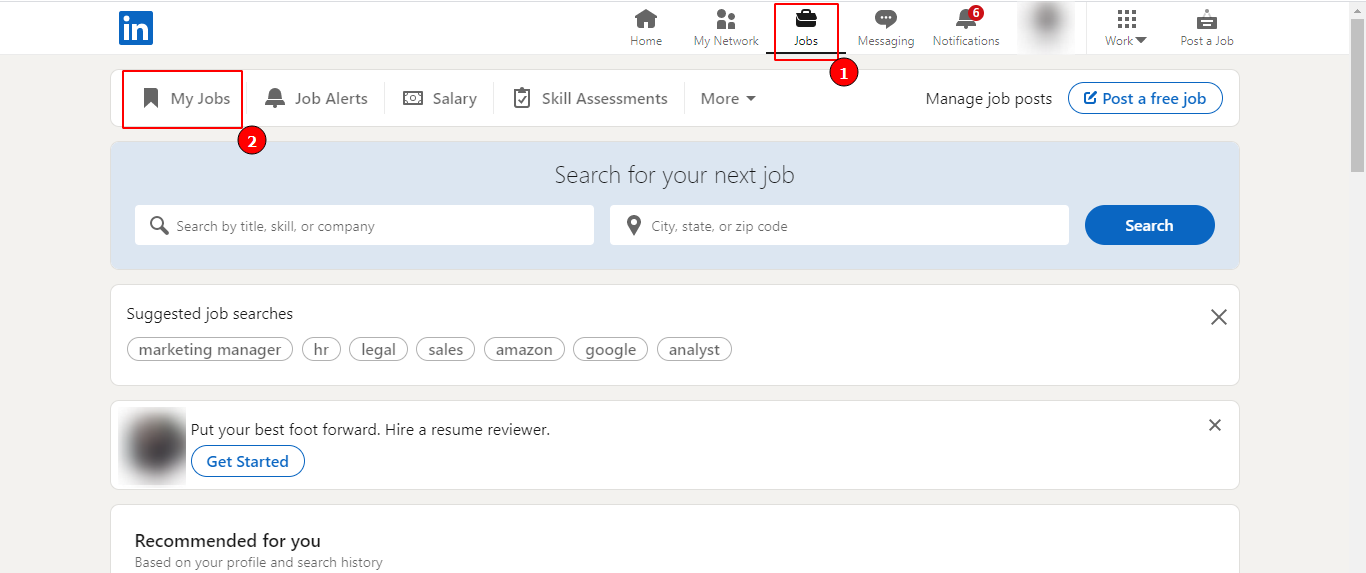 in
6
Home My Network Jobs Messaging Notifications Work Post a Job
1
My Jobs Job Alerts Salary Skill Assessments More Manage job posts Post a free job
2
Search for your next job
Search by title, skill, or company City, state, or zip code Search
Suggested job searches
marketing manager hr legal sales amazon google analyst
Put your best foot forward. Hire a resume reviewer.
Get Started
Recommended for you
Based on your profile and search history